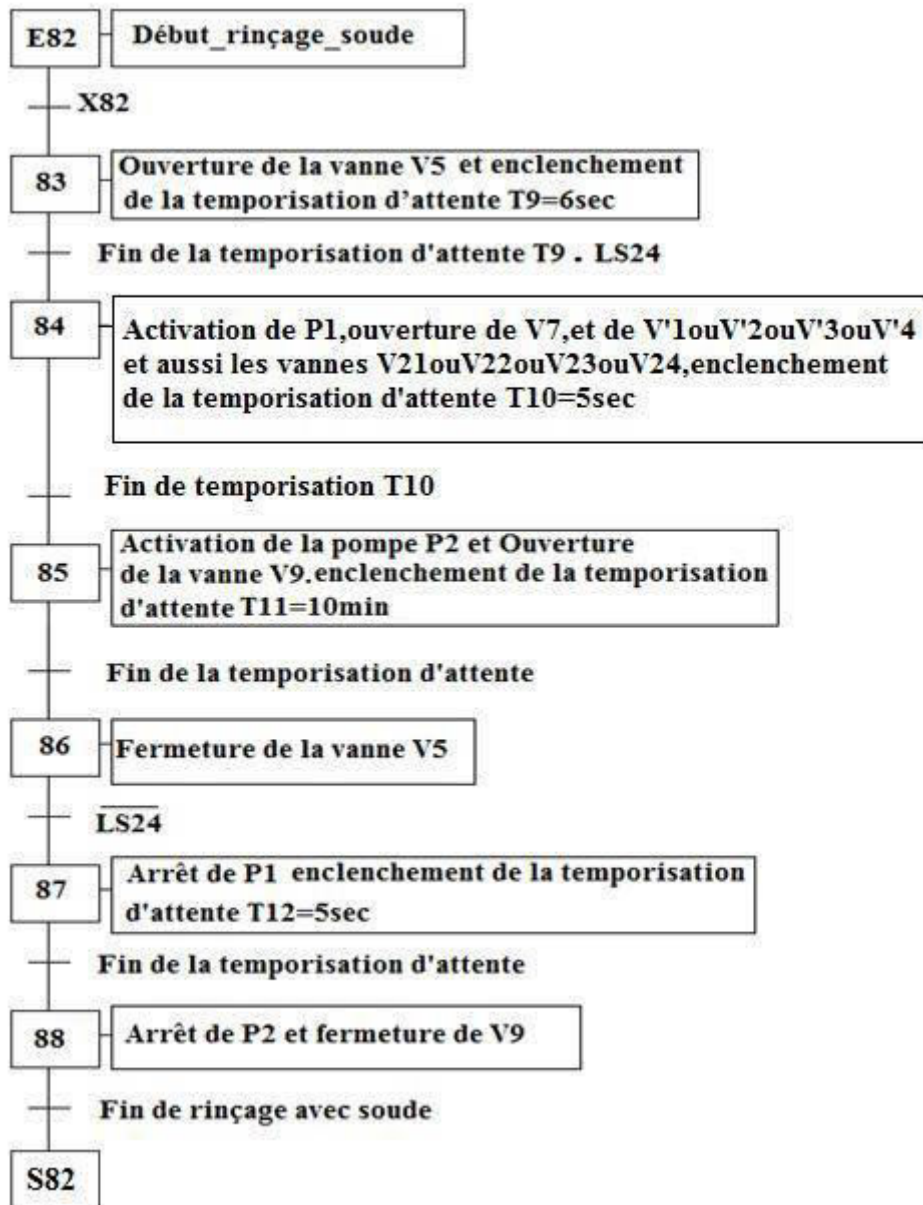 E82 Début_rinçage_soude
X82
83 Ouverture de la vanne V5 et enclenchement
de la temporisation d’attente T9=6sec
Fin de la temporisation d'attente T9 . LS24
84 Activation de P1,ouverture de V7,et de V'1ouV'2ouV'3ouV'4
et aussi les vannes V21ouV22ouV23ouV24,enclenchement
de la temporisation d'attente T10=5sec
Fin de temporisation T10
85 Activation de la pompe P2 et Ouverture
de la vanne V9.enclenchement de la temporisation
d'attente T11=10min
Fin de la temporisation d'attente
86 Fermeture de la vanne V5
L̅S̅2̅4̅
87 Arrêt de P1 enclenchement de la temporisation
d'attente T12=5sec
Fin de la temporisation d'attente
88 Arrêt de P2 et fermeture de V9
Fin de rinçage avec soude
S82